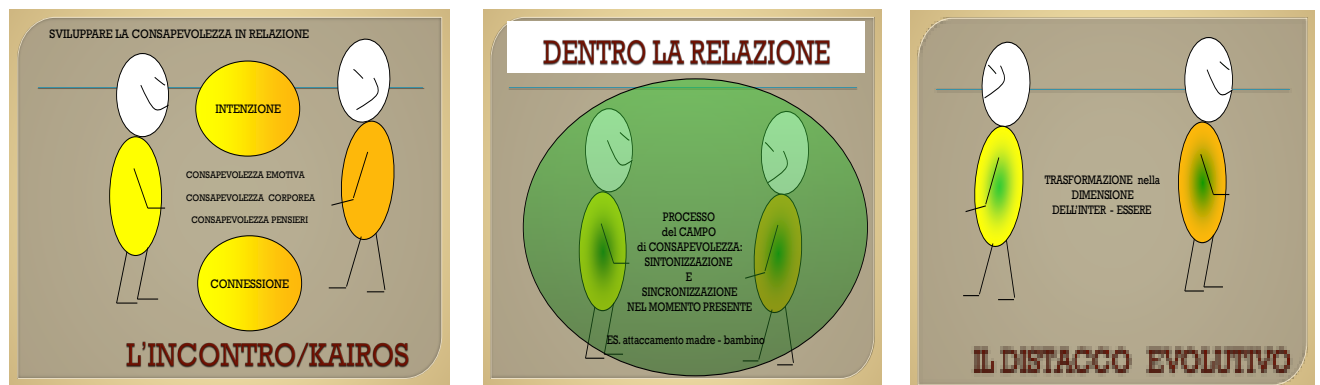 SVILUPPARE LA CONSAPEVOLEZZA IN RELAZIONE
INTENZIONE
CONSAPEVOLEZZA EMOTIVA
CONSAPEVOLEZZA CORPOREA
CONSAPEVOLEZZA PENSIERI
CONNESSIONE
L'INCONTRO/KAIROS
DENTRO LA RELAZIONE
PROCESSO
del CAMPO
di CONSAPEVOLEZZA:
SINTONIZZAZIONE
E
SINCRONIZZAZIONE
NEL MOMENTO PRESENTE
ES. attaccamento madre - bambino
TRASFORMAZIONE nella
DIMENSIONE
DELL'INTER - ESSERE
IL DISTACCO EVOLUTIVO